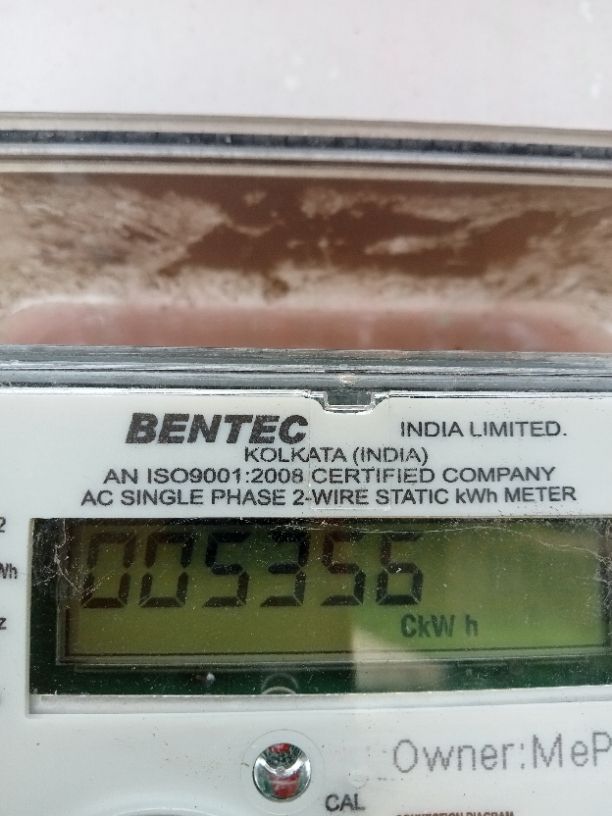 BENTEC INDIA LIMITED.
KOLKATA (INDIA)
AN ISO9001:2008 CERTIFIED COMPANY
AC SINGLE PHASE 2-WIRE STATIC kWh METER
005356
CkW h
Owner:MeP
CAL